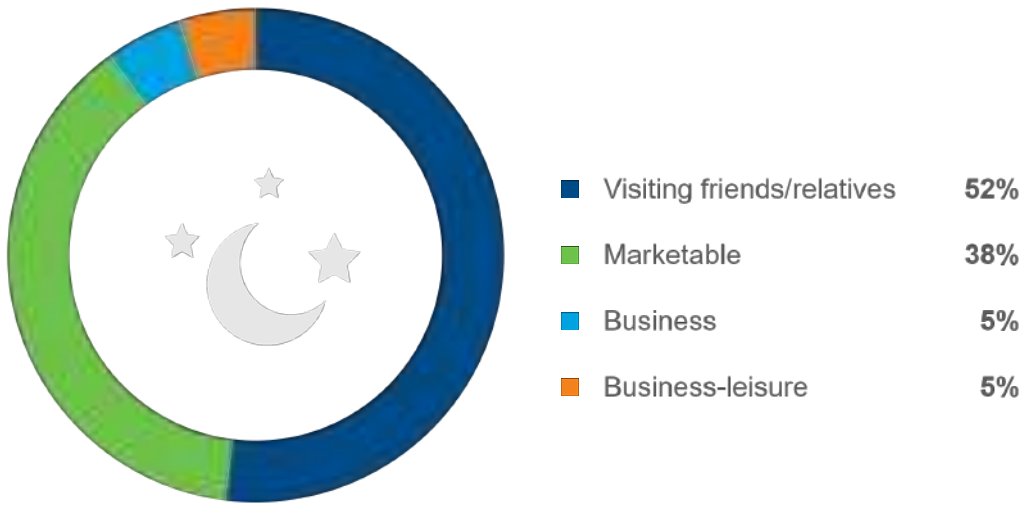 Visiting friends/relatives 52%
Marketable 38%
Business 5%
Business-leisure 5%